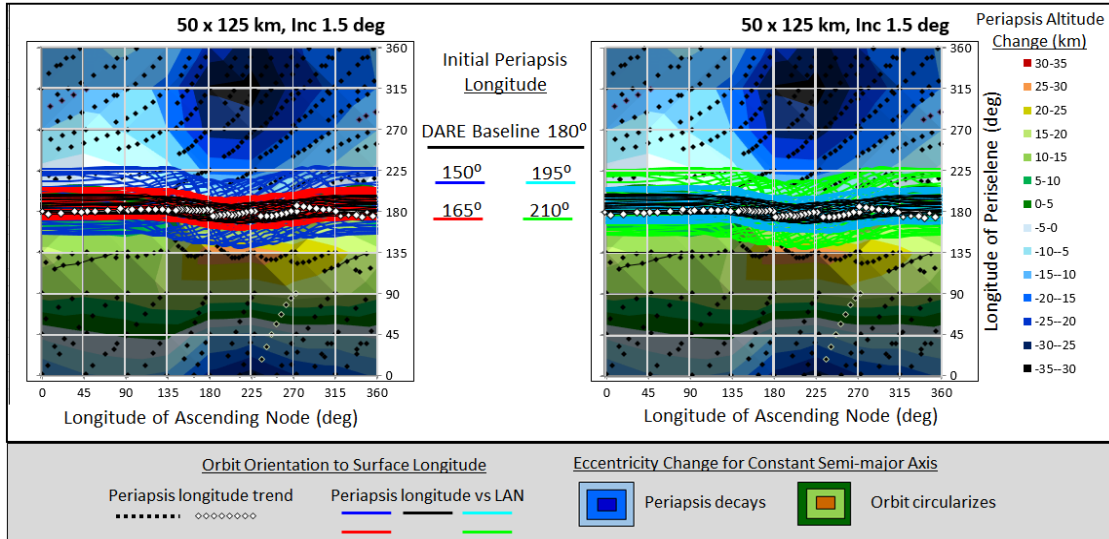 50 x 125 km, Inc 1.5 deg
360
315
270
225
180
135
90
45
0
0 45 90 135 180 225 270 315 360
Longitude of Ascending Node (deg)
Initial Periapsis
Longitude
DARE Baseline 180⁰
150⁰ 195⁰
165⁰ 210⁰
50 x 125 km, Inc 1.5 deg
360
315
270
225
180
135
90
45
0
Longitude of Periselene (deg)
0 45 90 135 180 225 270 315 360
Longitude of Ascending Node (deg)
Periapsis Altitude
Change (km)
30-35
25-30
20-25
15-20
10-15
5-10
0-5
-5-0
-10--5
-15--10
-20--15
-25--20
-30--25
-35--30
Orbit Orientation to Surface Longitude
Periapsis longitude trend
Periapsis longitude vs LAN
Eccentricity Change for Constant Semi-major Axis
Periapsis decays
Orbit circularizes